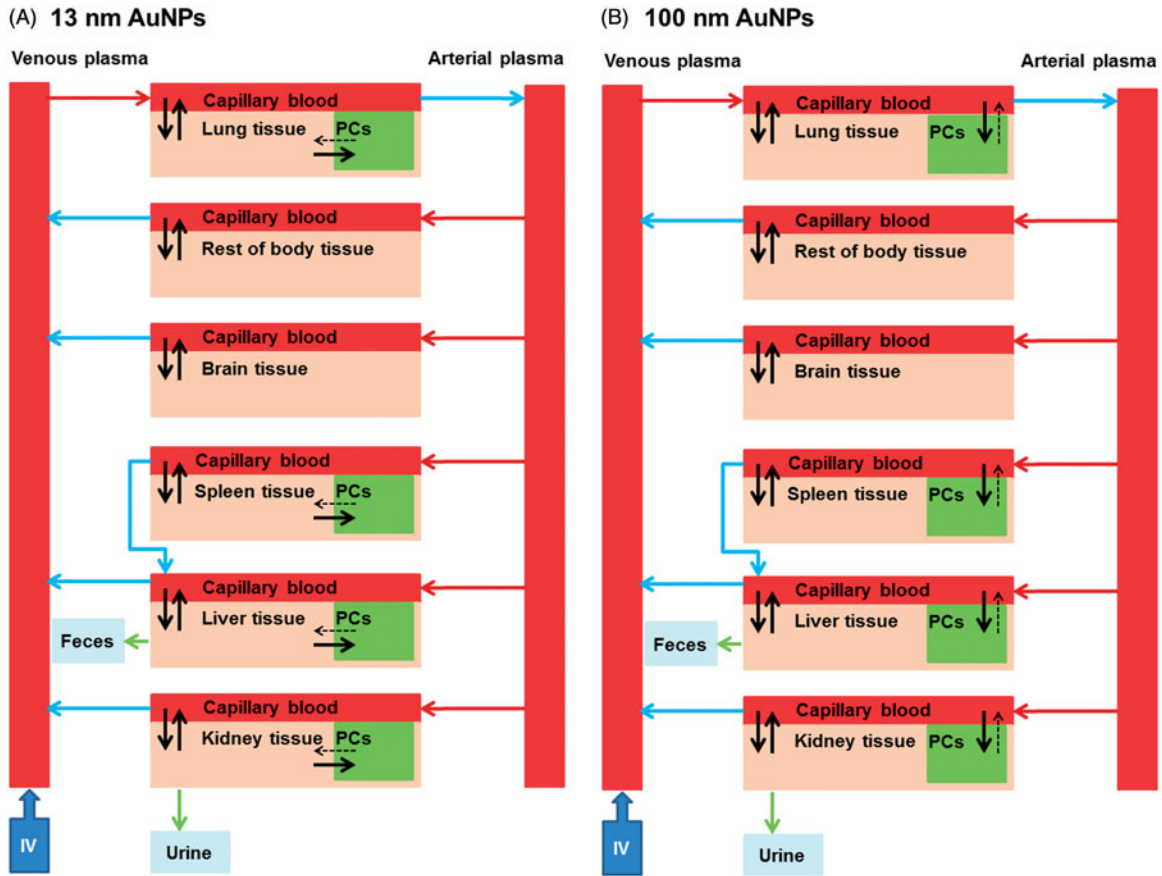 (A) 13 nm AuNPs
Venous plasma
Arterial plasma
Capillary blood
Lung tissue
PCs
Capillary blood
Rest of body tissue
Capillary blood
Brain tissue
Capillary blood
Spleen tissue
PCs
Capillary blood
Liver tissue
PCs
Feces
Capillary blood
Kidney tissue
PCs
IV
Urine
(B) 100 nm AuNPs
Venous plasma
Arterial plasma
Capillary blood
Lung tissue
PCs
Capillary blood
Rest of body tissue
Capillary blood
Brain tissue
Capillary blood
Spleen tissue
PCs
Capillary blood
Liver tissue
PCs
Feces
Capillary blood
Kidney tissue
PCs
IV
Urine